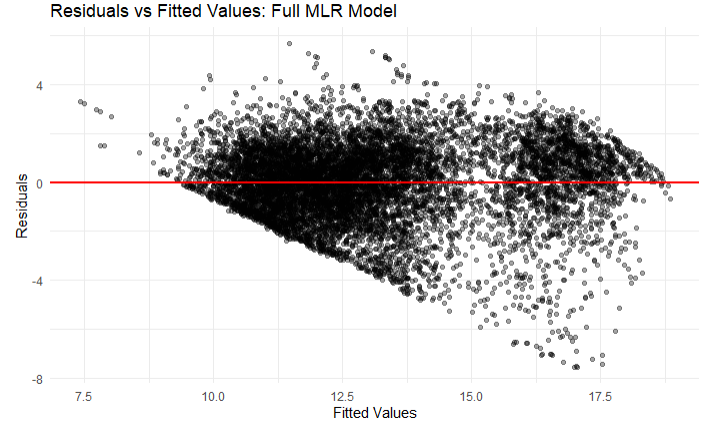 Residuals vs Fitted Values: Full MLR Model
4
0
-4
-8
Residuals
7.5 10.0 12.5 15.0 17.5
Fitted Values